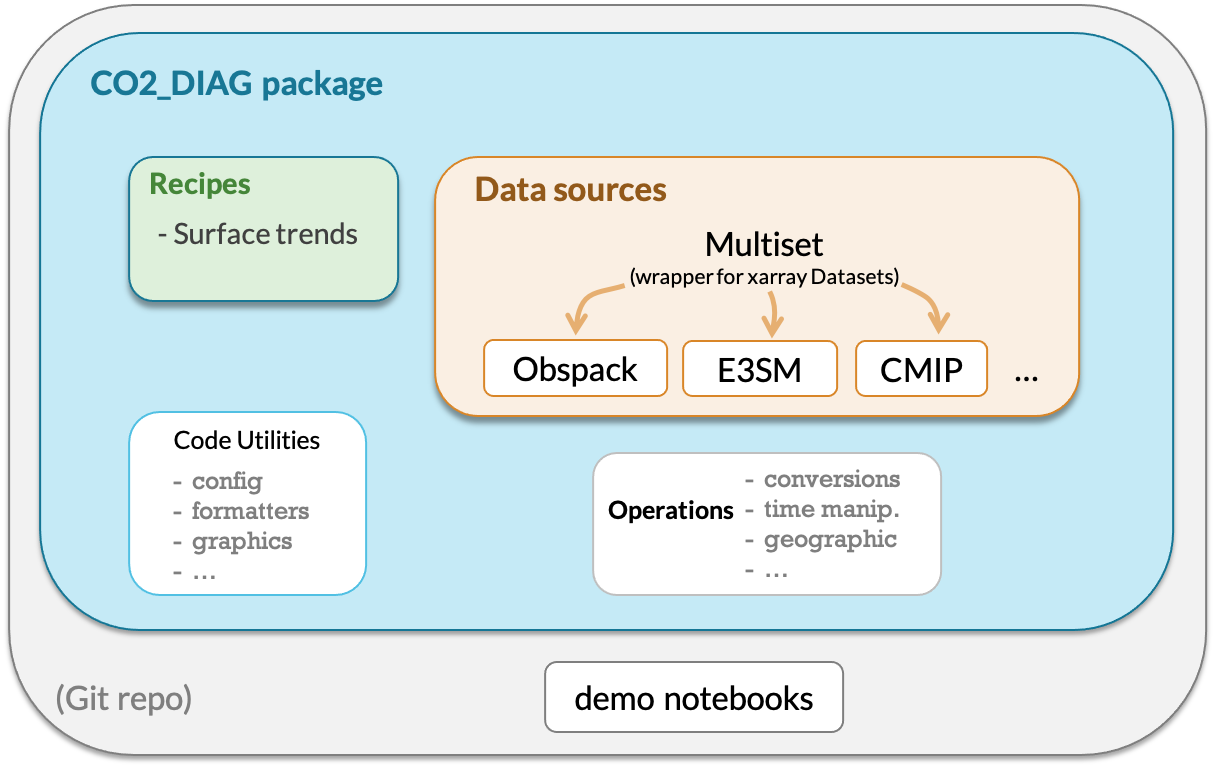 CO2_DIAG package
Recipes
- Surface trends
Data sources
Multiset
(wrapper for xarray Datasets)
Obspack
E3SM
CMIP
...
Code Utilities
- config
- formatters
- graphics
- ...
Operations
- conversions
- time manip.
- geographic
- ...
(Git repo)
demo notebooks